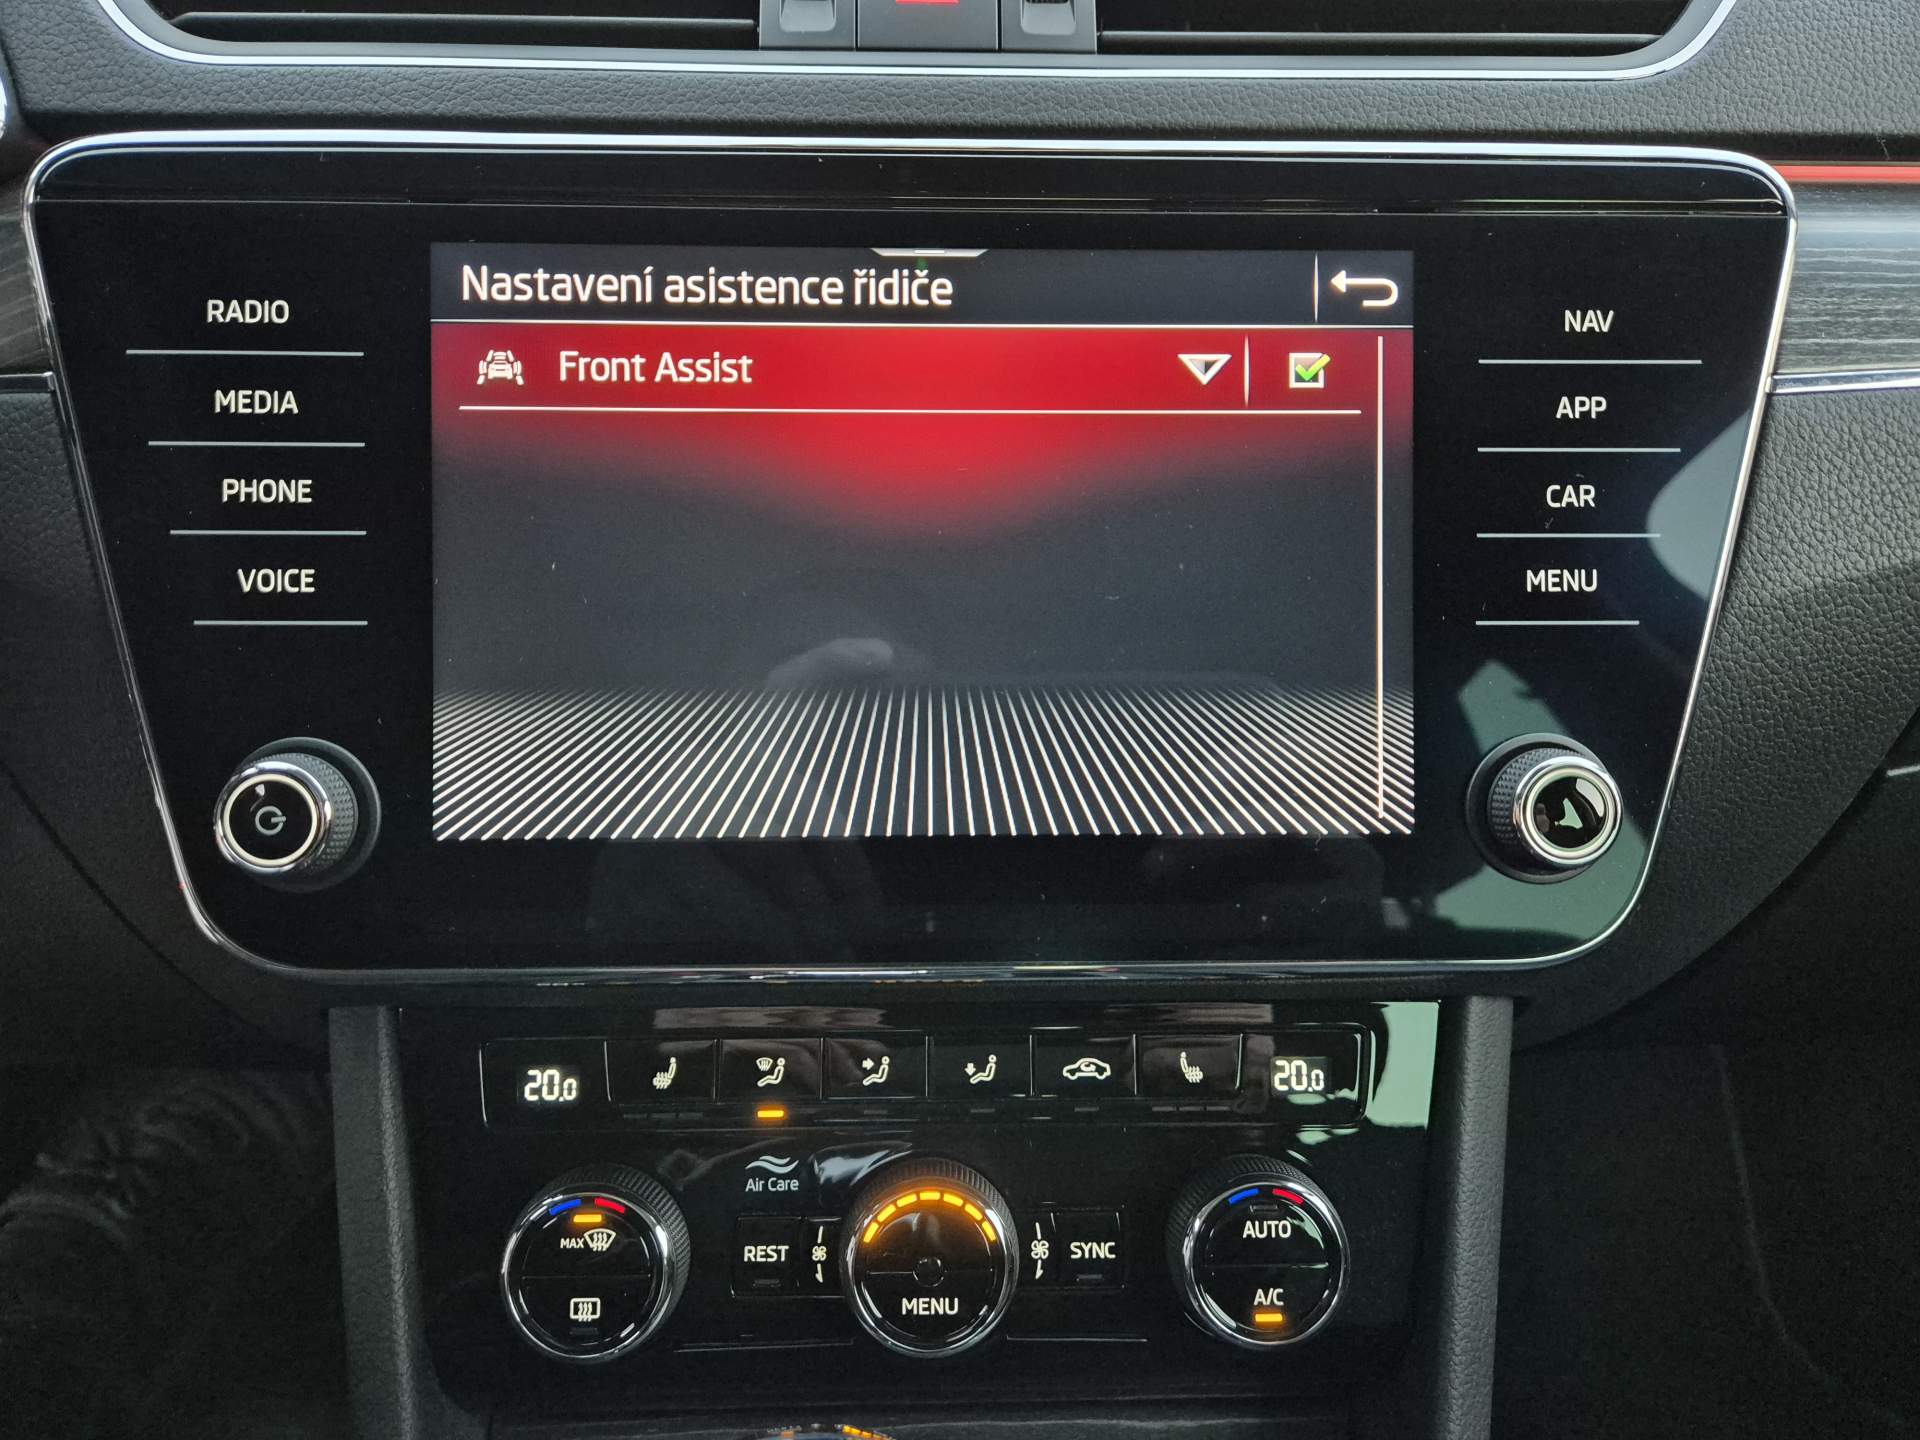 Nastavení asistence řidiče
Front Assist
RADIO
MEDIA
PHONE
VOICE
NAV
APP
CAR
MENU
20.0
20.0
Air Care
MAX
REST
MENU
SYNC
AUTO
A/C